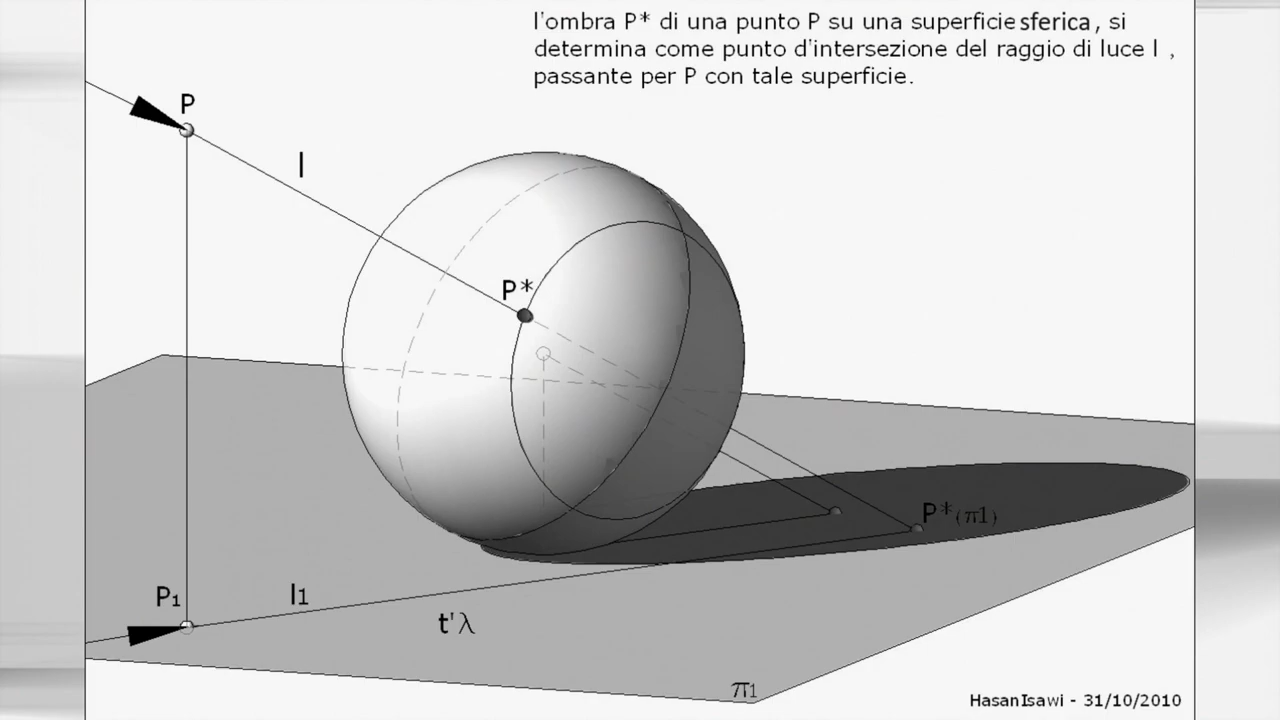 l'ombra P* di una punto P su una superficie sferica, si
determina come punto d'intersezione del raggio di luce l ,
passante per P con tale superficie.
P
l
P*
P*(π1)
P1
l1
t'λ
π1
HasanIsawi - 31/10/2010